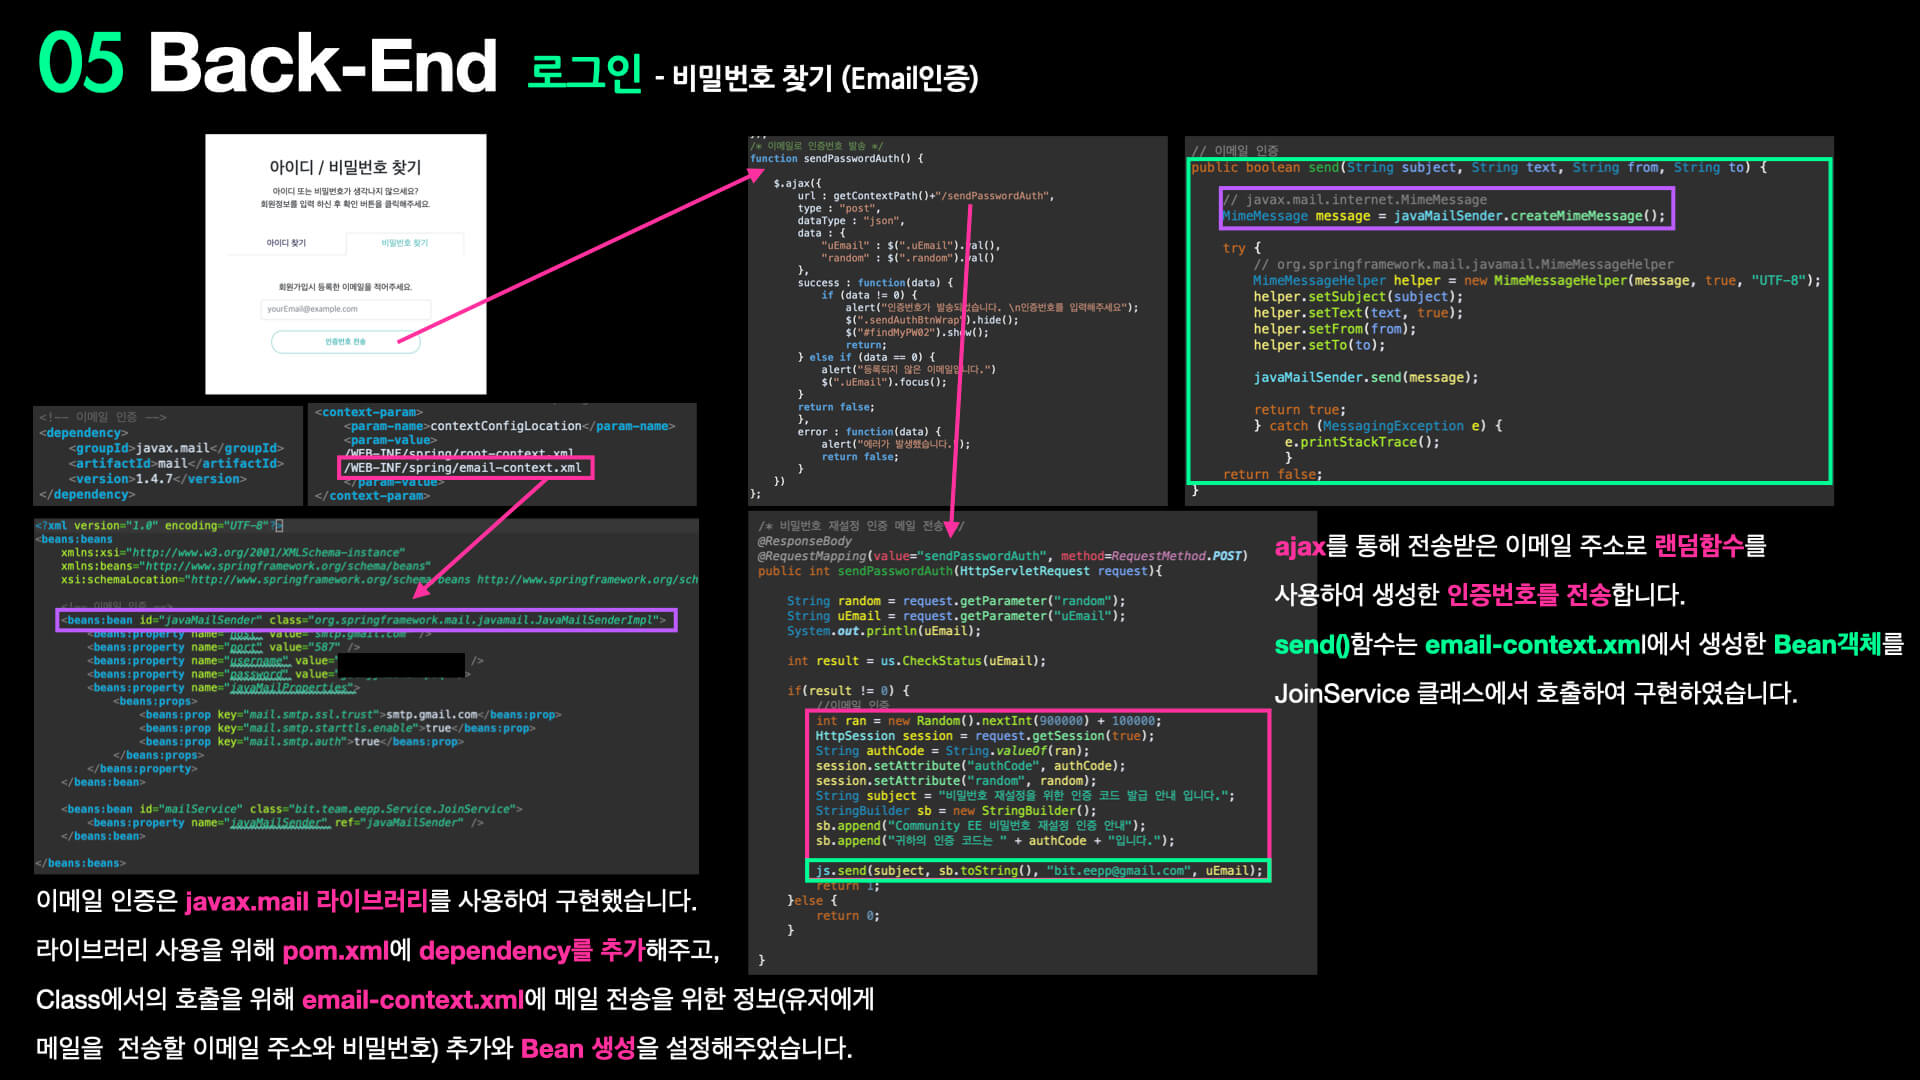 05 Back-End 로그인 - 비밀번호 찾기 (Email인증)
아이디 / 비밀번호 찾기
아이디 또는 비밀번호가 생각나지 않으세요?
회원정보를 입력 하신 후 확인 버튼을 클릭해주세요.
아이디 찾기
비밀번호 찾기
회원가입시 등록한 이메일을 적어주세요.
yourEmail@example.com
인증번호 전송
<!-- 이메일 인증 -->
<dependency>
<groupId>javax.mail</groupId>
<artifactId>mail</artifactId>
<version>1.4.7</version>
</dependency>
<context-param>
<param-name>contextConfigLocation</param-name>
<param-value>
/WEB-INF/spring/root-context.xml
/WEB-INF/spring/email-context.xml
</param-value>
</context-param>
<?xml version="1.0" encoding="UTF-8"?>
<beans:beans
xmlns:xsi="http://www.w3.org/2001/XMLSchema-instance"
xmlns:beans="http://www.springframework.org/schema/beans"
xsi:schemaLocation="http://www.springframework.org/schema/beans http://www.springframework.org/sch
<!-- 이메일 인증 -->
<beans:bean id="javaMailSender" class="org.springframework.mail.javamail.JavaMailSenderImpl">
<beans:property name="host" value="smtp.gmail.com" />
<beans:property name="port" value="587" />
<beans:property name="username" value=" />
<beans:property name="password" value=" >
<beans:property name="javaMailProperties">
<beans:props>
<beans:prop key="mail.smtp.ssl.trust">smtp.gmail.com</beans:prop>
<beans:prop key="mail.smtp.starttls.enable">true</beans:prop>
<beans:prop key="mail.smtp.auth">true</beans:prop>
</beans:props>
</beans:property>
</beans:bean>
<beans:bean id="mailService" class="bit.team.eepp.Service.JoinService">
<beans:property name="javaMailSender" ref="javaMailSender" />
</beans:bean>
</beans:beans>
이메일 인증은 javax.mail 라이브러리를 사용하여 구현했습니다.
라이브러리 사용을 위해 pom.xml에 dependency를 추가해주고,
Class에서의 호출을 위해 email-context.xml에 메일 전송을 위한 정보(유저에게
메일을 전송할 이메일 주소와 비밀번호) 추가와 Bean 생성을 설정해주었습니다.
};
/* 이메일로 인증번호 발송 */
function sendPasswordAuth() {
$.ajax({
url : getContextPath()+"/sendPasswordAuth",
type : "post",
dataType : "json",
data : {
"uEmail" : $(".uEmail").val(),
"random" : $(".random").val()
},
success : function(data) {
if (data != 0) {
alert("인증번호가 발송되었습니다. \n인증번호를 입력해주세요");
$(".sendAuthBtnWrap").hide();
$("#findMyPW02").show();
return;
} else if (data == 0) {
alert("등록되지 않은 이메일입니다.")
$(".uEmail").focus();
}
return false;
},
error : function(data) {
alert("에러가 발생했습니다.");
return false;
}
})
};
/* 비밀번호 재설정 인증 메일 전송 */
@ResponseBody
@RequestMapping(value="sendPasswordAuth", method=RequestMethod.POST)
public int sendPasswordAuth(HttpServletRequest request){
String random = request.getParameter("random");
String uEmail = request.getParameter("uEmail");
System.out.println(uEmail);
int result = us.CheckStatus(uEmail);
if(result != 0) {
//이메일 인증
int ran = new Random().nextInt(900000) + 100000;
HttpSession session = request.getSession(true);
String authCode = String.valueOf(ran);
session.setAttribute("authCode", authCode);
session.setAttribute("random", random);
String subject = "비밀번호 재설정을 위한 인증 코드 발급 안내 입니다.";
StringBuilder sb = new StringBuilder();
sb.append("Community EE 비밀번호 재설정 인증 안내");
sb.append("귀하의 인증 코드는 " + authCode + "입니다.");
js.send(subject, sb.toString(), "bit.eepp@gmail.com", uEmail);
return 1;
}else {
return 0;
}
}
// 이메일 인증
public boolean send(String subject, String text, String from, String to) {
// javax.mail.internet.MimeMessage
MimeMessage message = javaMailSender.createMimeMessage();
try {
// org.springframework.mail.javamail.MimeMessageHelper
MimeMessageHelper helper = new MimeMessageHelper(message, true, "UTF-8");
helper.setSubject(subject);
helper.setText(text, true);
helper.setFrom(from);
helper.setTo(to);
javaMailSender.send(message);
return true;
} catch (MessagingException e) {
e.printStackTrace();
}
return false;
}
ajax를 통해 전송받은 이메일 주소로 랜덤함수를
사용하여 생성한 인증번호를 전송합니다.
send()함수는 email-context.xml에서 생성한 Bean객체를
JoinService 클래스에서 호출하여 구현하였습니다.